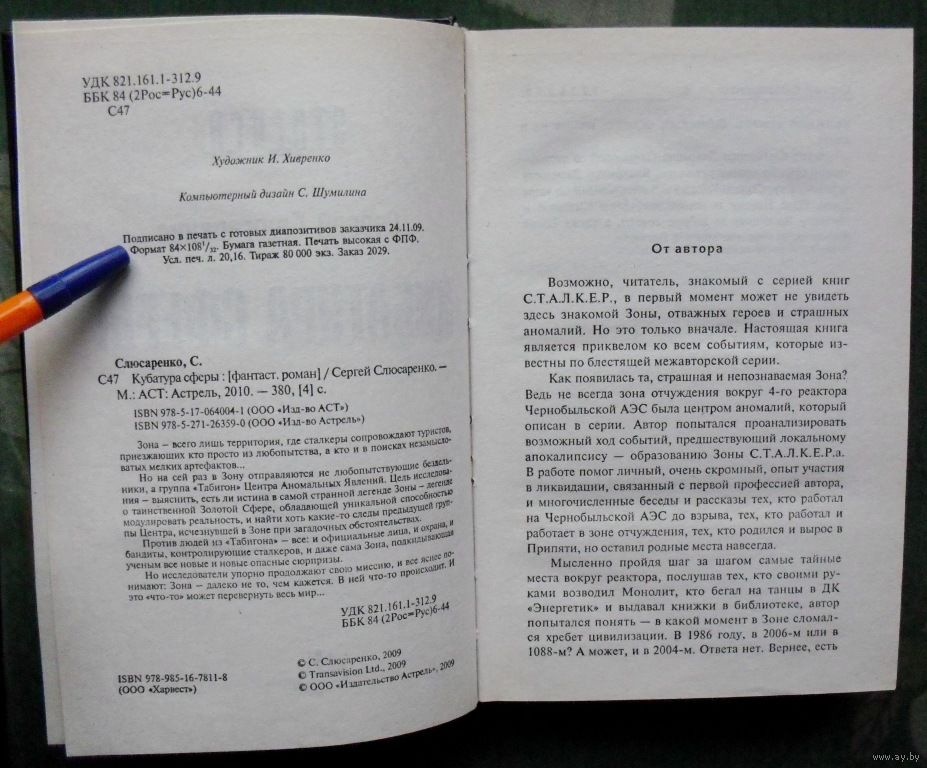 УДК 821.161.1-312.9
ББК 84 (2Рос=Рус)6-44
С47
Художник И. Хивренко
Компьютерный дизайн С. Шумилина
Подписано в печать с готовых диапозитивов заказчика 24.11.09.
Формат 84×108¹/₃₂. Бумага газетная. Печать высокая с ФПФ.
Усл. печ. л. 20,16. Тираж 80 000 экз. Заказ 2029.
Слюсаренко, С.
С47 Кубатура сферы : [фантаст. роман] / Сергей Слюсаренко. –
М.: АСТ: Астрель, 2010. — 380, [4] с.
ISBN 978-5-17-064004-1 (ООО «Изд-во АСТ»)
ISBN 978-5-271-26359-0 (ООО «Изд-во Астрель»)
Зона – всего лишь территория, где сталкеры сопровождают туристов,
приезжающих кто просто из любопытства, а кто и в поисках незамысло-
ватых мелких артефактов...
Но на сей раз в Зону отправляются не любопытствующие бездель-
ники, а группа «Табигон» Центра Аномальных Явлений. Цель исследова-
ния – выяснить, есть ли истина в самой странной легенде Зоны – легенде
о таинственной Золотой Сфере, обладающей уникальной способностью
модулировать реальность, и найти хоть какие-то следы предыдущей груп-
пы Центра, исчезнувшей в Зоне при загадочных обстоятельствах.
Против людей из «Табигона» – все: и официальные лица, и охрана, и
бандиты, контролирующие сталкеров, и даже сама Зона, подкидывающая
ученым все новые и новые опасные сюрпризы.
Но исследователи упорно продолжают свою миссию, и все яснее по-
нимают: Зона – далеко не то, чем кажется. В ней что-то происходит. И
это «что-то» может перевернуть весь мир...
УДК 821.161.1-312.9
ББК 84 (2Рос=Рус)6-44
© С. Слюсаренко, 2009
© Transavision Ltd., 2009
© ООО «Издательство Астрель», 2009
ISBN 978-985-16-7811-8
(ООО «Харвест»)
От автора
Возможно, читатель, знакомый с серией книг
С.Т.А.Л.К.Е.Р., в первый момент может не увидеть
здесь знакомой Зоны, отважных героев и страшных
аномалий. Но это только вначале. Настоящая книга
является приквелом ко всем событиям, которые из-
вестны по блестящей межавторской серии.
Как появилась та, страшная и непознаваемая Зона?
Ведь не всегда зона отчуждения вокруг 4-го реактора
Чернобыльской АЭС была центром аномалий, который
описан в серии. Автор попытался проанализировать
возможный ход событий, предшествующий локальному
апокалипсису — образованию Зоны С.Т.А.Л.К.Е.Р.а.
В работе помог личный, очень скромный, опыт участия
в ликвидации, связанный с первой профессией автора,
и многочисленные беседы и рассказы тех, кто работал
на Чернобыльской АЭС до взрыва, тех, кто работал и
работает в зоне отчуждения, тех, кто родился и вырос в
Припяти, но оставил родные места навсегда.
Мысленно пройдя шаг за шагом самые тайные
места вокруг реактора, послушав тех, кто своими ру-
ками возводил Монолит, кто бегал на танцы в ДК
«Энергетик» и выдавал книжки в библиотеке, автор
попытался понять — в какой момент в Зоне сломал-
ся хребет цивилизации. В 1986 году, в 2006-м или в
1088-м? А может, и в 2004-м. Ответа нет. Вернее, есть
www.ay.by